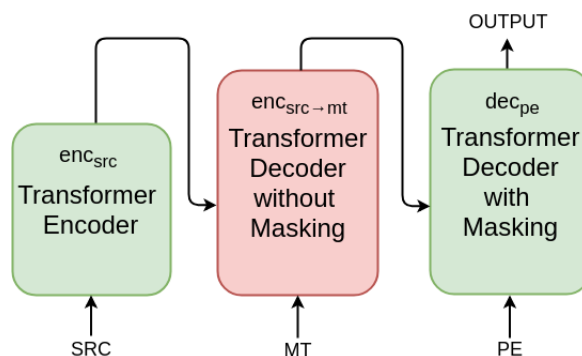 OUTPUT
enc_src
Transformer
Encoder
enc_src→mt
Transformer
Decoder
without
Masking
dec_pe
Transformer
Decoder
with
Masking
SRC
MT
PE